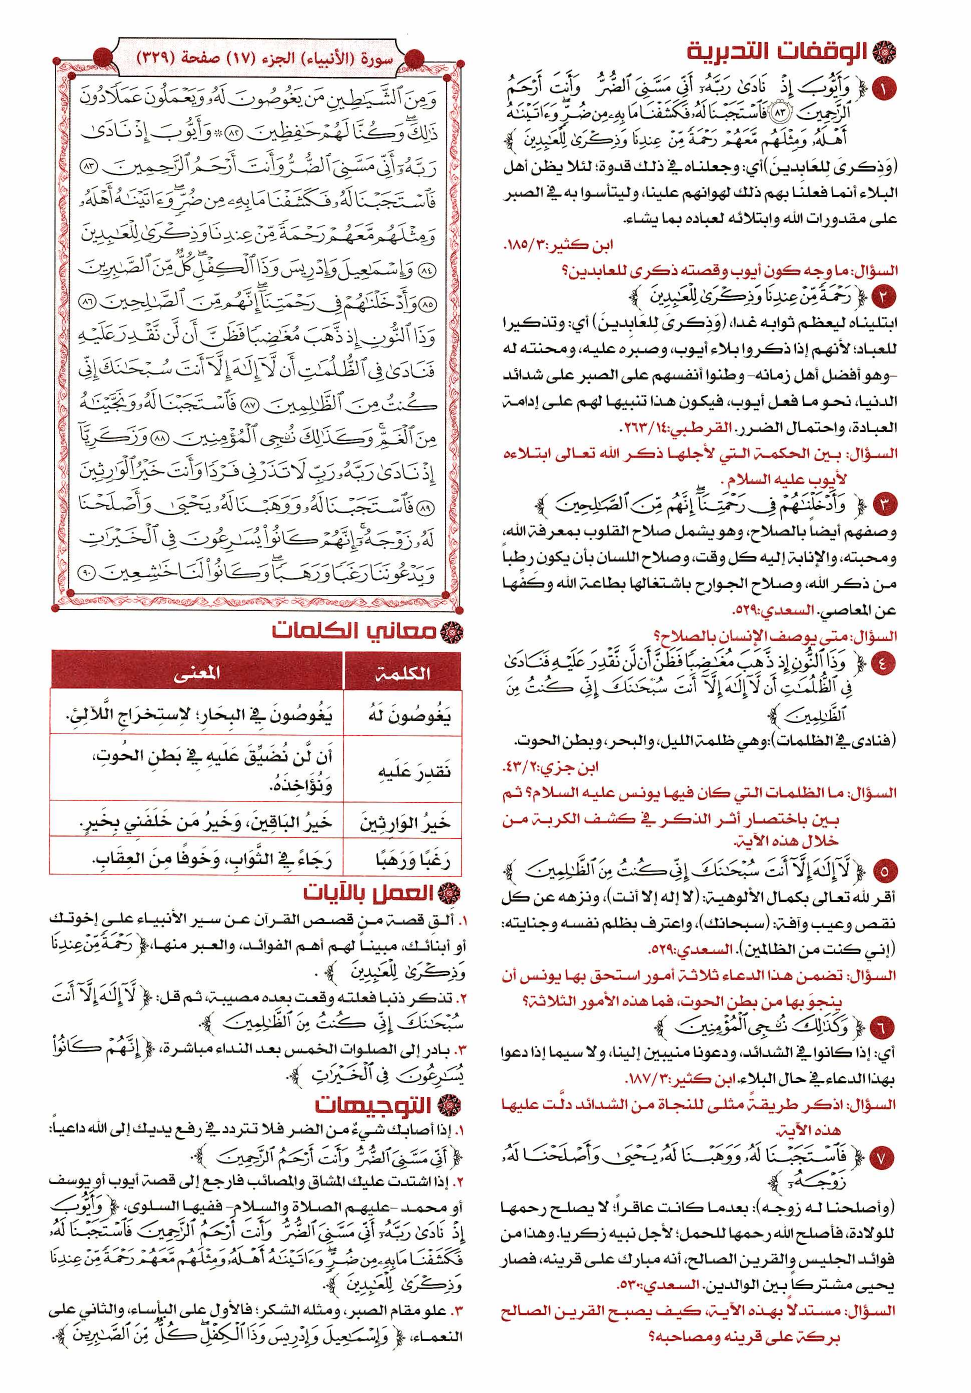 الوقفات التدبرية
١ ﴿ وَأَيُّوبَ إِذْ نَادَىٰ رَبَّهُۥٓ أَنِّي مَسَّنِيَ ٱلضُّرُّ وَأَنتَ أَرْحَمُ
ٱلرَّٰحِمِينَ (٨٣) فَٱسْتَجَبْنَا لَهُۥ فَكَشَفْنَا مَا بِهِۦ مِن ضُرٍّ ۖ وَءَاتَيْنَٰهُ
أَهْلَهُۥ وَمِثْلَهُم مَّعَهُمْ رَحْمَةً مِّنْ عِندِنَا وَذِكْرَىٰ لِلْعَٰبِدِينَ ﴾
(وَذِكرىَ لِلعَابِدينَ) أي: وجعلناه في ذلك قدوة؛ لئلا يظن أهل
البلاء أنما فعلنا بهم ذلك لهوانهم علينا، وليتأسوا به في الصبر
على مقدورات الله وابتلائه لعباده بما يشاء.
ابن كثير:١٨٥/٣.
السؤال: ما وجه كون أيوب وقصته ذكرى للعابدين؟
٢ ﴿ رَحْمَةً مِّنْ عِندِنَا وَذِكْرَىٰ لِلْعَٰبِدِينَ ﴾
ابتليناه ليعظم ثوابه غدا، (وَذِكرىَ لِلعَابِدينَ) أي: وتذكيرا
للعباد؛ لأنهم إذا ذكروا بلاء أيوب، وصبره عليه، ومحنته له
-وهو أفضل أهل زمانه- وطنوا أنفسهم على الصبر على شدائد
الدنيا، نحو ما فعل أيوب، فيكون هذا تنبيها لهم على إدامة
العبادة، واحتمال الضرر. القرطبي:٢٦٣/١٤.
السؤال: بين الحكمة التي لأجلها ذكر الله تعالى ابتلاءه
لأيوب عليه السلام.
٣ ﴿ وَأَدْخَلْنَٰهُمْ فِي رَحْمَتِنَآ ۖ إِنَّهُم مِّنَ ٱلصَّٰلِحِينَ ﴾
وصفهم أيضاً بالصلاح، وهو يشمل صلاح القلوب بمعرفة الله،
ومحبته، والإنابة إليه كل وقت، وصلاح اللسان بأن يكون رطباً
من ذكر الله، وصلاح الجوارح باشتغالها بطاعة الله وكفها
عن المعاصي. السعدي:٥٢٩.
السؤال: متى يوصف الإنسان بالصلاح؟
٤ ﴿ وَذَا ٱلنُّونِ إِذ ذَّهَبَ مُغَٰضِبًا فَظَنَّ أَن لَّن نَّقْدِرَ عَلَيْهِ فَنَادَىٰ
فِي ٱلظُّلُمَٰتِ أَن لَّآ إِلَٰهَ إِلَّآ أَنتَ سُبْحَٰنَكَ إِنِّي كُنتُ مِنَ
ٱلظَّٰلِمِينَ ﴾
(فنادى في الظلمات): وهي ظلمة الليل، والبحر، وبطن الحوت.
ابن جزي:٤٣/٢.
السؤال: ما الظلمات التي كان فيها يونس عليه السلام؟ ثم
بين باختصار أثر الذكر في كشف الكربة من
خلال هذه الآية.
٥ ﴿ لَّآ إِلَٰهَ إِلَّآ أَنتَ سُبْحَٰنَكَ إِنِّي كُنتُ مِنَ ٱلظَّٰلِمِينَ ﴾
أقر لله تعالى بكمال الألوهية: (لا إله إلا أنت)، ونزهه عن كل
نقص وعيب وآفة: (سبحانك)، واعترف بظلم نفسه وجنايته:
(إني كنت من الظالمين). السعدي:٥٢٩.
السؤال: تضمن هذا الدعاء ثلاثة أمور استحق بها يونس أن
ينجوَ بها من بطن الحوت، فما هذه الأمور الثلاثة؟
٦ ﴿ وَكَذَٰلِكَ نُـۨجِي ٱلْمُؤْمِنِينَ ﴾
أي: إذا كانوا في الشدائد، ودعونا منيبين إلينا، ولا سيما إذا دعوا
بهذا الدعاء في حال البلاء. ابن كثير:١٨٧/٣.
السؤال: اذكر طريقةً مثلى للنجاة من الشدائد دلَّت عليها
هذه الآية.
٧ ﴿ فَٱسْتَجَبْنَا لَهُۥ وَوَهَبْنَا لَهُۥ يَحْيَىٰ وَأَصْلَحْنَا لَهُۥ
زَوْجَهُۥٓ ﴾
(وأصلحنا له زوجه): بعدما كانت عاقراً؛ لا يصلح رحمها
للولادة، فأصلح الله رحمها للحمل؛ لأجل نبيه زكريا. وهذا من
فوائد الجليس والقرين الصالح، أنه مبارك على قرينه، فصار
يحيى مشتركاً بين الوالدين. السعدي:٥٣٠.
السؤال: مستدلاً بهذه الآية، كيف يصبح القرين الصالح
بركة على قرينه ومصاحبه؟
سورة (الأنبياء) الجزء (١٧) صفحة (٣٢٩)
وَمِنَ ٱلشَّيَٰطِينِ مَن يَغُوصُونَ لَهُۥ وَيَعْمَلُونَ عَمَلًا دُونَ
ذَٰلِكَ ۖ وَكُنَّا لَهُمْ حَٰفِظِينَ ٨٢ ۞ وَأَيُّوبَ إِذْ نَادَىٰ
رَبَّهُۥٓ أَنِّي مَسَّنِيَ ٱلضُّرُّ وَأَنتَ أَرْحَمُ ٱلرَّٰحِمِينَ ٨٣
فَٱسْتَجَبْنَا لَهُۥ فَكَشَفْنَا مَا بِهِۦ مِن ضُرٍّ ۖ وَءَاتَيْنَٰهُ أَهْلَهُۥ
وَمِثْلَهُم مَّعَهُمْ رَحْمَةً مِّنْ عِندِنَا وَذِكْرَىٰ لِلْعَٰبِدِينَ
٨٤ وَإِسْمَٰعِيلَ وَإِدْرِيسَ وَذَا ٱلْكِفْلِ ۖ كُلٌّ مِّنَ ٱلصَّٰبِرِينَ
٨٥ وَأَدْخَلْنَٰهُمْ فِي رَحْمَتِنَآ ۖ إِنَّهُم مِّنَ ٱلصَّٰلِحِينَ ٨٦
وَذَا ٱلنُّونِ إِذ ذَّهَبَ مُغَٰضِبًا فَظَنَّ أَن لَّن نَّقْدِرَ عَلَيْهِ
فَنَادَىٰ فِي ٱلظُّلُمَٰتِ أَن لَّآ إِلَٰهَ إِلَّآ أَنتَ سُبْحَٰنَكَ إِنِّي
كُنتُ مِنَ ٱلظَّٰلِمِينَ ٨٧ فَٱسْتَجَبْنَا لَهُۥ وَنَجَّيْنَٰهُ
مِنَ ٱلْغَمِّ ۚ وَكَذَٰلِكَ نُـۨجِي ٱلْمُؤْمِنِينَ ٨٨ وَزَكَرِيَّآ
إِذْ نَادَىٰ رَبَّهُۥ رَبِّ لَا تَذَرْنِي فَرْدًا وَأَنتَ خَيْرُ ٱلْوَٰرِثِينَ
٨٩ فَٱسْتَجَبْنَا لَهُۥ وَوَهَبْنَا لَهُۥ يَحْيَىٰ وَأَصْلَحْنَا
لَهُۥ زَوْجَهُۥٓ ۚ إِنَّهُمْ كَانُوا۟ يُسَٰرِعُونَ فِي ٱلْخَيْرَٰتِ
وَيَدْعُونَنَا رَغَبًا وَرَهَبًا ۖ وَكَانُوا۟ لَنَا خَٰشِعِينَ ٩٠
معاني الكلمات
الكلمة المعنى
يَغُوصُونَ لَهُ يَغُوصُونَ فِي البِحَارِ؛ لاِستِخرَاجِ اللَّآلِئِ.
نَقدِرَ عَلَيهِ أَن لَّن نُضَيِّقَ عَلَيهِ فِي بَطنِ الحُوتِ،
وَنُؤَاخِذَهُ.
خَيرُ الوَارِثِينَ خَيرُ البَاقِينَ، وَخَيرُ مَن خَلَفَنِي بِخَيرٍ.
رَغَبًا وَرَهَبًا رَجَاءً فِي الثَّوَابِ، وَخَوفًا مِنَ العِقَابِ.
العمل بالآيات
١. ألق قصة من قصص القرآن عن سير الأنبياء على إخوتك
أو أبنائك، مبيناً لهم أهم الفوائد، والعبر منها، ﴿ رَحْمَةً مِّنْ عِندِنَا
وَذِكْرَىٰ لِلْعَٰبِدِينَ ﴾ .
٢. تذكر ذنبا فعلته وقعت بعده مصيبة، ثم قل: ﴿ لَّآ إِلَٰهَ إِلَّآ أَنتَ
سُبْحَٰنَكَ إِنِّي كُنتُ مِنَ ٱلظَّٰلِمِينَ ﴾.
٣. بادر إلى الصلوات الخمس بعد النداء مباشرة، ﴿ إِنَّهُمْ كَانُوا۟
يُسَٰرِعُونَ فِي ٱلْخَيْرَٰتِ ﴾.
التوجيهات
١. إذا أصابك شيءٌ من الضر فلا تتردد في رفع يديك إلى الله داعياً:
﴿ أَنِّي مَسَّنِيَ ٱلضُّرُّ وَأَنتَ أَرْحَمُ ٱلرَّٰحِمِينَ ﴾.
٢. إذا اشتدت عليك المشاق والمصائب فارجع إلى قصة أيوب أو يوسف
أو محمد -عليهم الصلاة والسلام- ففيها السلوى، ﴿ وَأَيُّوبَ
إِذْ نَادَىٰ رَبَّهُۥٓ أَنِّي مَسَّنِيَ ٱلضُّرُّ وَأَنتَ أَرْحَمُ ٱلرَّٰحِمِينَ فَٱسْتَجَبْنَا لَهُۥ
فَكَشَفْنَا مَا بِهِۦ مِن ضُرٍّ ۖ وَءَاتَيْنَٰهُ أَهْلَهُۥ وَمِثْلَهُم مَّعَهُمْ رَحْمَةً مِّنْ عِندِنَا
وَذِكْرَىٰ لِلْعَٰبِدِينَ ﴾.
٣. علو مقام الصبر، ومثله الشكر؛ فالأول على البأساء، والثاني على
النعماء، ﴿ وَإِسْمَٰعِيلَ وَإِدْرِيسَ وَذَا ٱلْكِفْلِ ۖ كُلٌّ مِّنَ ٱلصَّٰبِرِينَ ﴾.